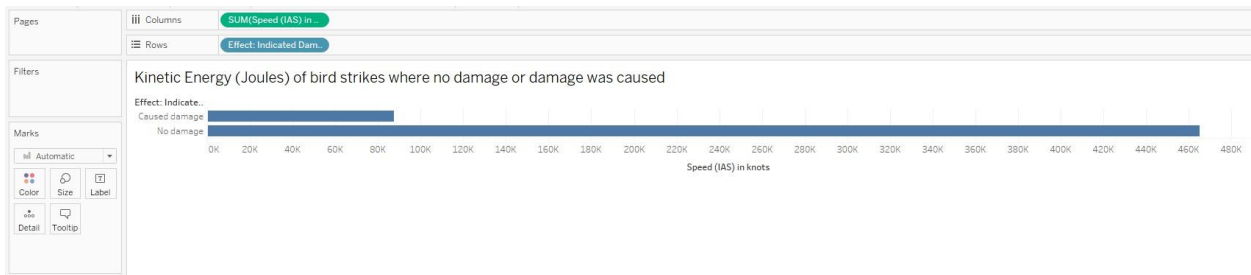 Pages
Columns
SUM(Speed (IAS) in ..
Rows
Effect: Indicated Dam..
Filters
Kinetic Energy (Joules) of bird strikes where no damage or damage was caused
Effect: Indicate..
Caused damage
No damage
0K 20K 40K 60K 80K 100K 120K 140K 160K 180K 200K 220K 240K 260K 280K 300K 320K 340K 360K 380K 400K 420K 440K 460K 480K
Speed (IAS) in knots
Marks
Automatic
Color Size Label
Detail Tooltip